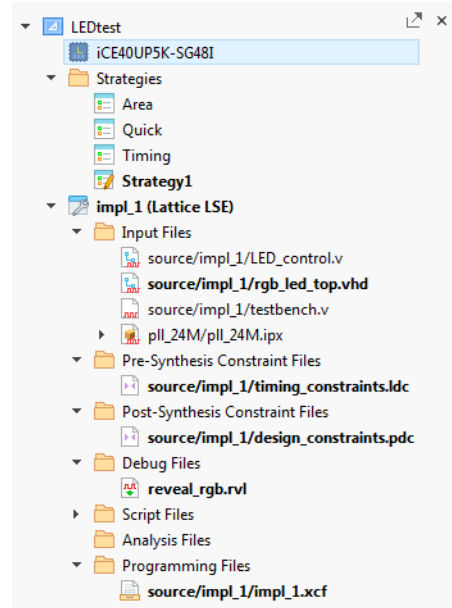 LEDtest
iCE40UP5K-SG48I
Strategies
Area
Quick
Timing
Strategy1
impl_1 (Lattice LSE)
Input Files
source/impl_1/LED_control.v
source/impl_1/rgb_led_top.vhd
source/impl_1/testbench.v
pll_24M/pll_24M.ipx
Pre-Synthesis Constraint Files
source/impl_1/timing_constraints.ldc
Post-Synthesis Constraint Files
source/impl_1/design_constraints.pdc
Debug Files
reveal_rgb.rvl
Script Files
Analysis Files
Programming Files
source/impl_1/impl_1.xcf